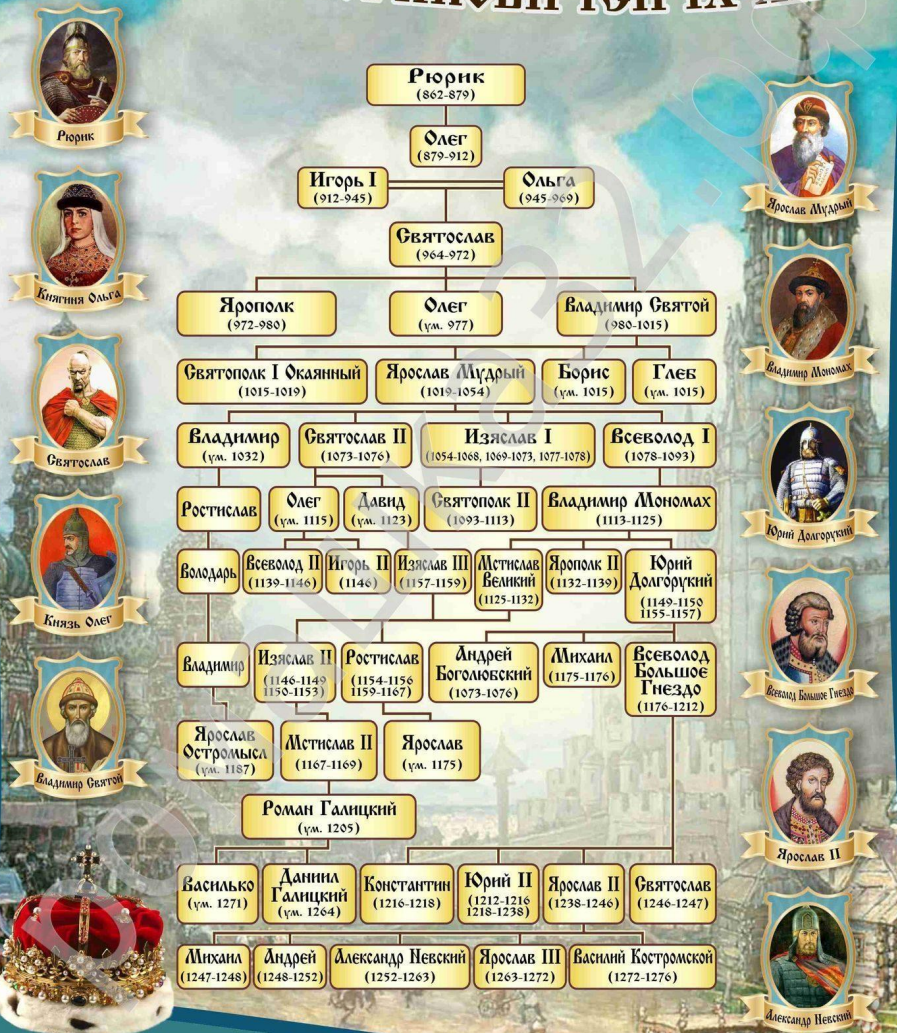 Рюрик
(862-879)
Олег
(879-912)
Игорь I
(912-945)
Ольга
(945-969)
Святослав
(964-972)
Ярополк
(972-980)
Олег
(ум. 977)
Владимир Святой
(980-1015)
Святополк I Окаянный
(1015-1019)
Ярослав Мудрый
(1019-1054)
Борис
(ум. 1015)
Глеб
(ум. 1015)
Владимир
(ум. 1032)
Святослав II
(1073-1076)
Изяслав I
(1054-1068, 1069-1073, 1077-1078)
Всеволод I
(1078-1093)
Ростислав
Олег
(ум. 1115)
Давид
(ум. 1123)
Святополк II
(1093-1113)
Владимир Мономах
(1113-1125)
Володарь
Всеволод II
(1139-1146)
Игорь II
(1146)
Изяслав III
(1157-1159)
Мстислав
Великий
(1125-1132)
Ярополк II
(1132-1139)
Юрий
Долгорукий
(1149-1150
1155-1157)
Владимир
Изяслав II
(1146-1149
1150-1153)
Ростислав
(1154-1156
1159-1167)
Андрей
Боголюбский
(1073-1076)
Михаил
(1175-1176)
Всеволод
Большое
Гнездо
(1176-1212)
Ярослав
Остромысл
(ум. 1187)
Мстислав II
(1167-1169)
Ярослав
(ум. 1175)
Роман Галицкий
(ум. 1205)
Василько
(ум. 1271)
Даниил
Галицкий
(ум. 1264)
Константин
(1216-1218)
Юрий II
(1212-1216
1218-1238)
Ярослав II
(1238-1246)
Святослав
(1246-1247)
Михаил
(1247-1248)
Андрей
(1248-1252)
Александр Невский
(1252-1263)
Ярослав III
(1263-1272)
Василий Костромской
(1272-1276)
Рюрик
Княгиня Ольга
Святослав
Князь Олег
Владимир Святой
Ярослав Мудрый
Владимир Мономах
Юрий Долгорукий
Всеволод Большое Гнездо
Ярослав II
Александр Невский